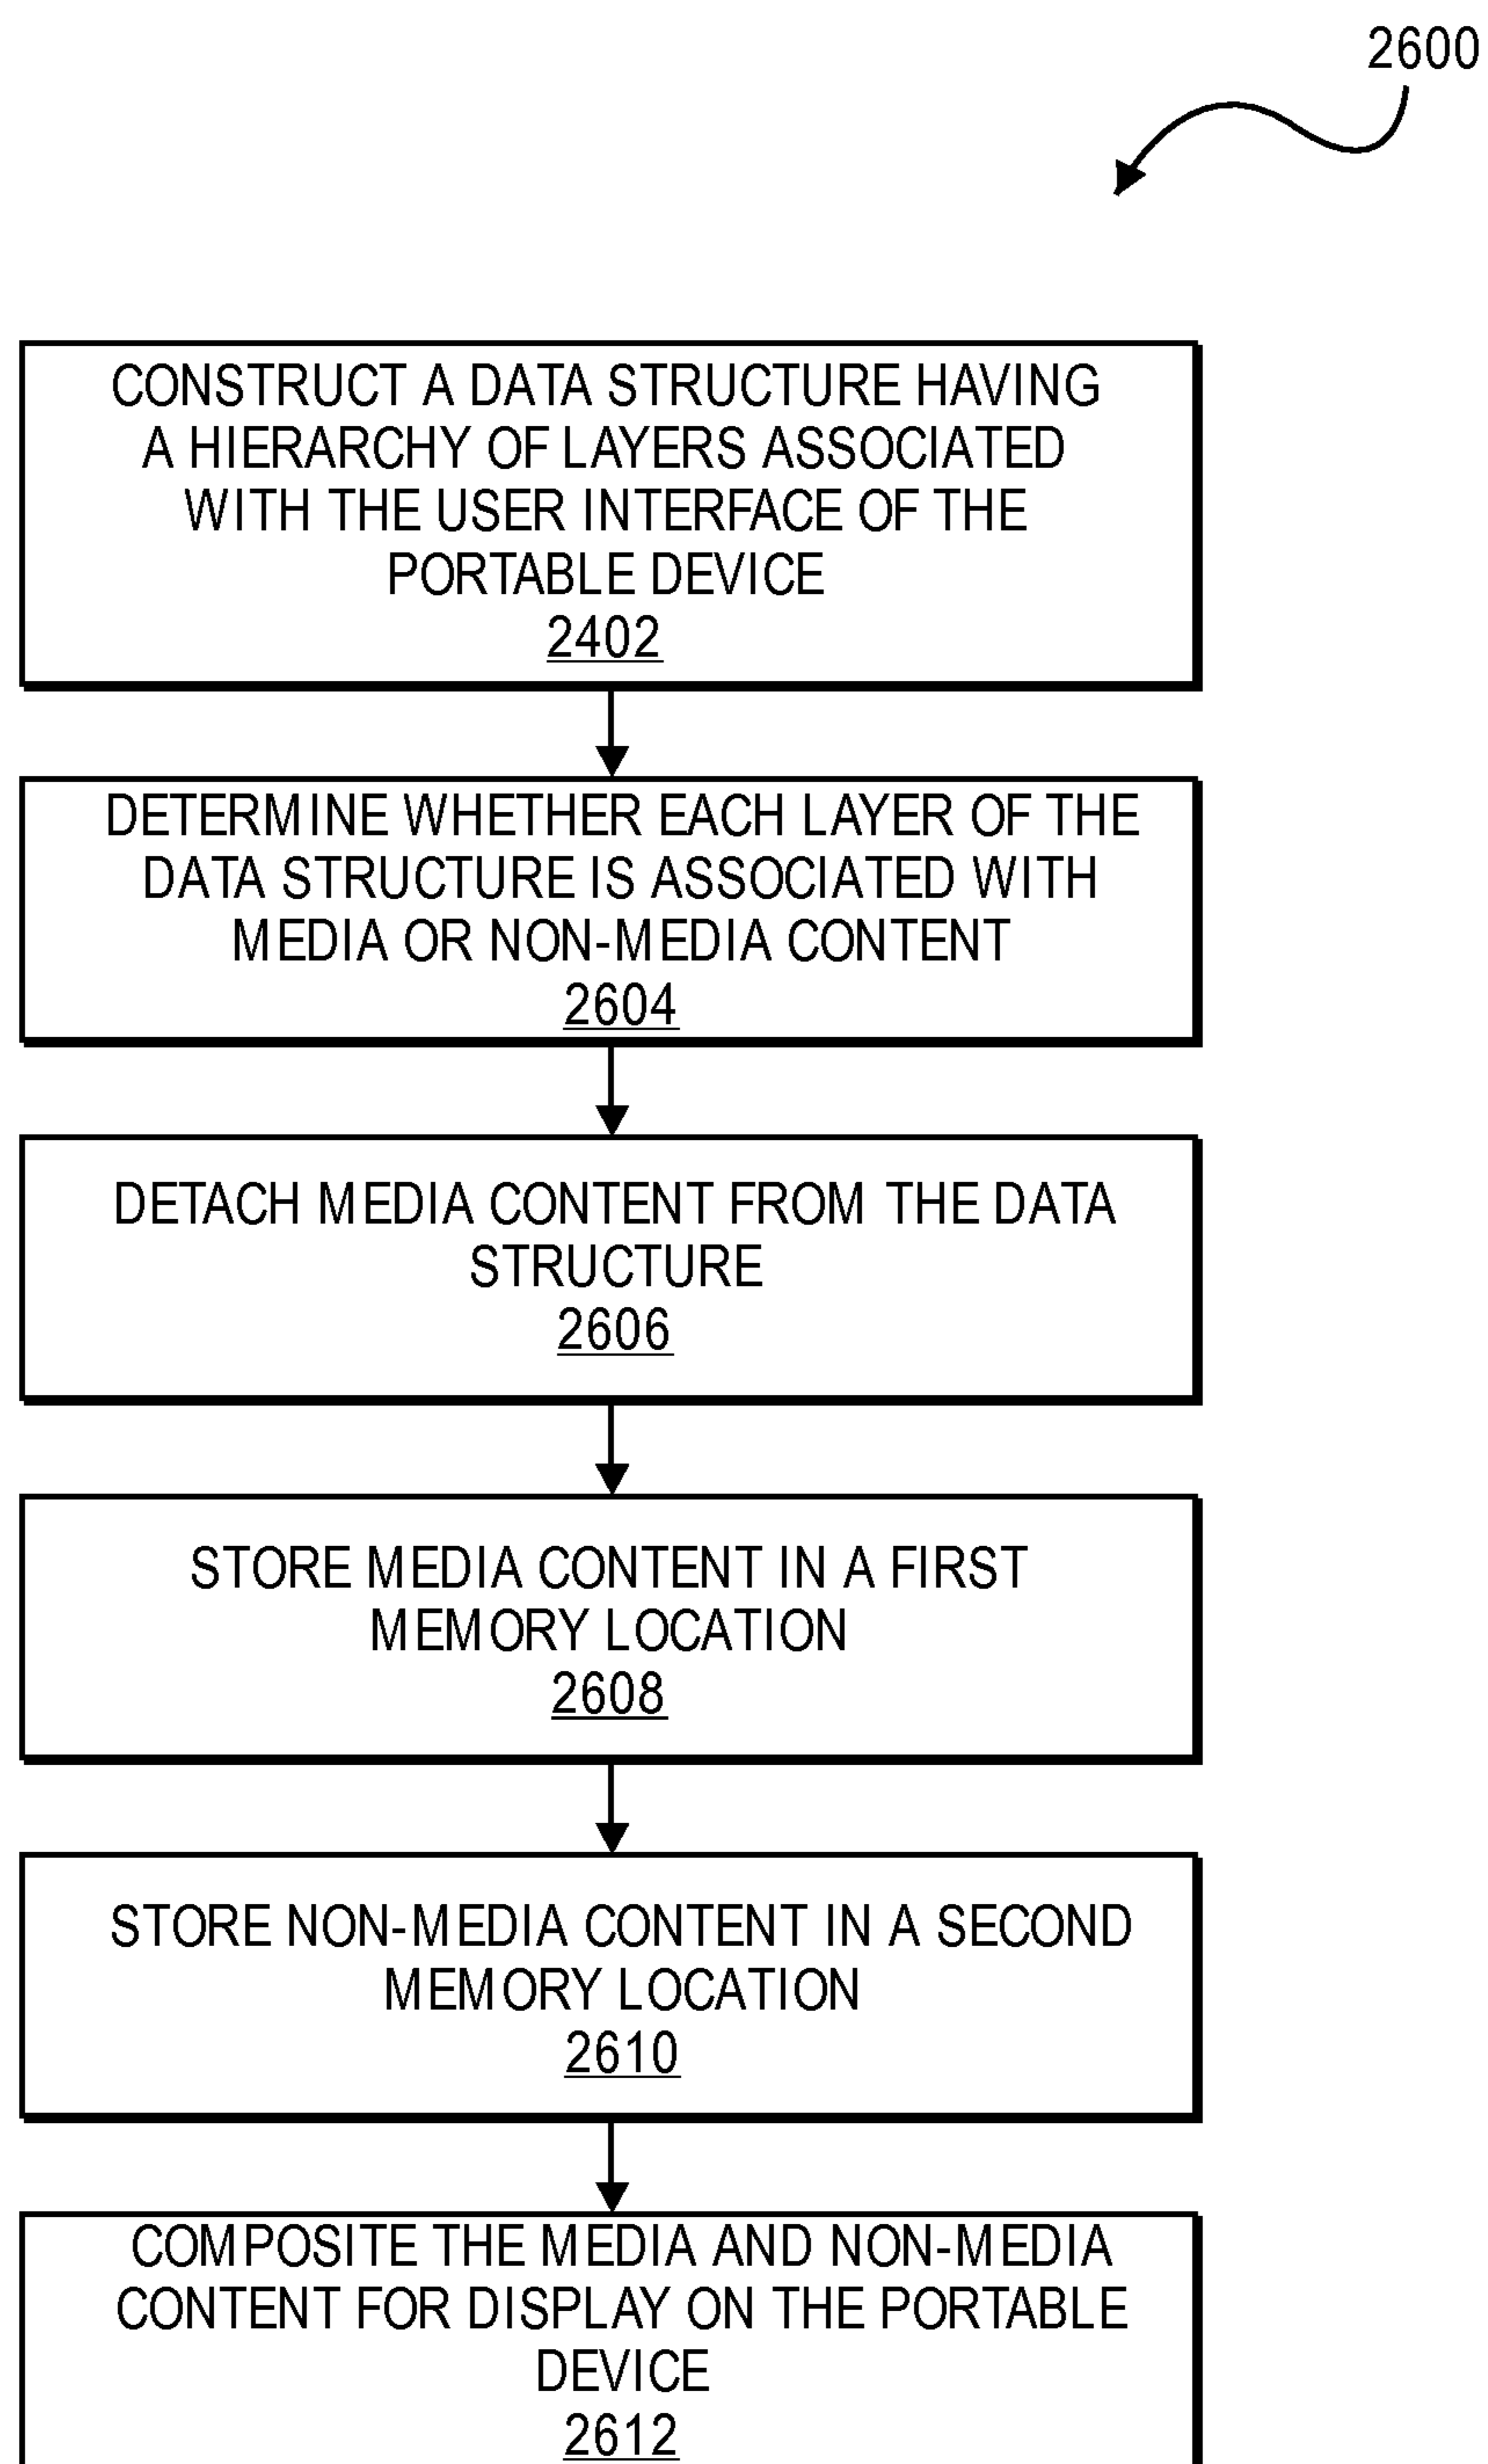 2600
CONSTRUCT A DATA STRUCTURE HAVING
A HIERARCHY OF LAYERS ASSOCIATED
WITH THE USER INTERFACE OF THE
PORTABLE DEVICE
2402
DETERMINE WHETHER EACH LAYER OF THE
DATA STRUCTURE IS ASSOCIATED WITH
MEDIA OR NON-MEDIA CONTENT
2604
DETACH MEDIA CONTENT FROM THE DATA
STRUCTURE
2606
STORE MEDIA CONTENT IN A FIRST
MEMORY LOCATION
2608
STORE NON-MEDIA CONTENT IN A SECOND
MEMORY LOCATION
2610
COMPOSITE THE MEDIA AND NON-MEDIA
CONTENT FOR DISPLAY ON THE PORTABLE
DEVICE
2612